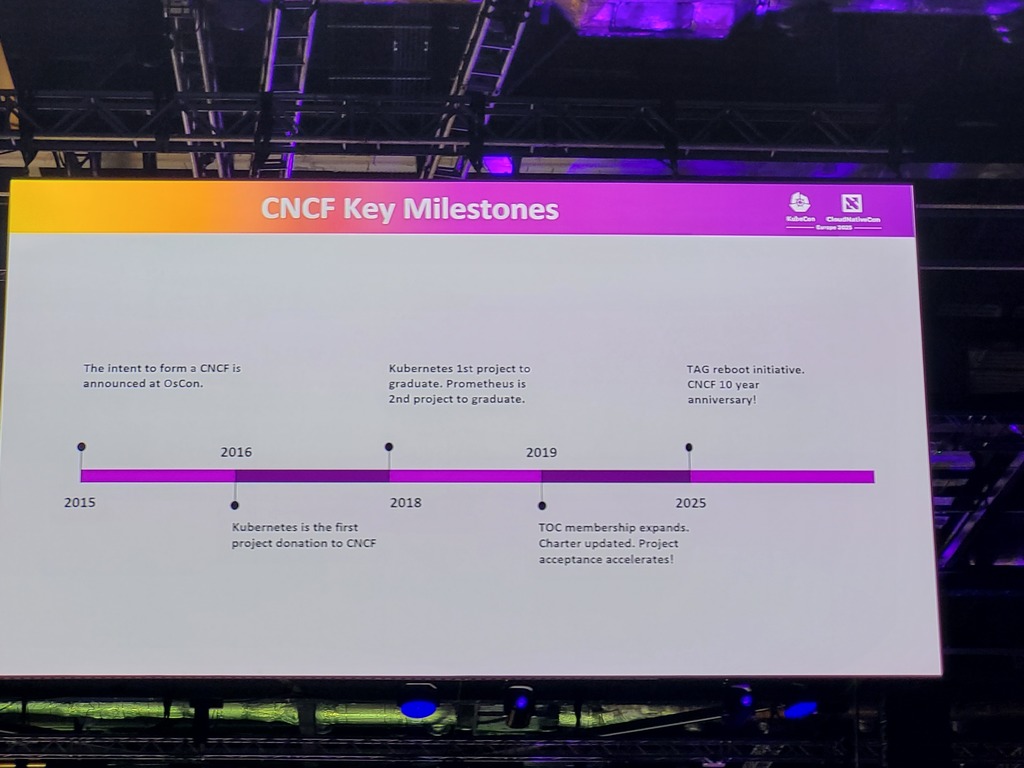 CNCF Key Milestones
KubeCon
CloudNativeCon
Europe 2025
The intent to form a CNCF is
announced at OsCon.
Kubernetes 1st project to
graduate. Prometheus is
2nd project to graduate.
TAG reboot initiative.
CNCF 10 year
anniversary!
2016
2019
2015
2018
2025
Kubernetes is the first
project donation to CNCF
TOC membership expands.
Charter updated. Project
acceptance accelerates!